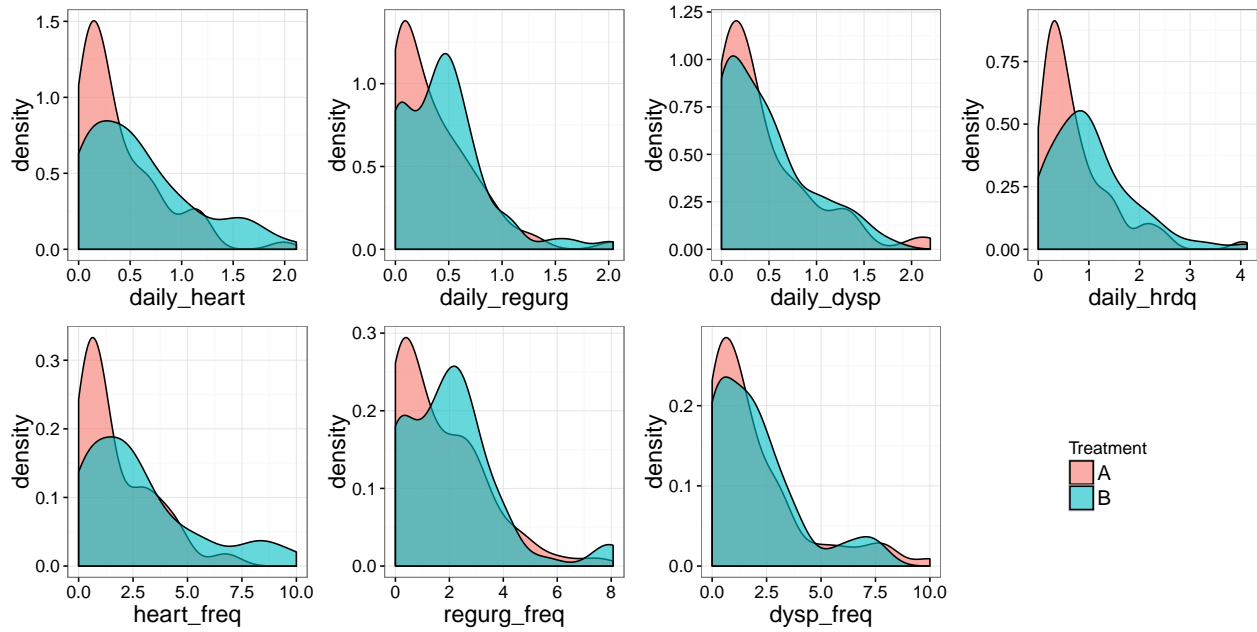 density
1.5
1.0
0.5
0.0
0.0 0.5 1.0 1.5 2.0
daily_heart
density
1.0
0.5
0.0
0.0 0.5 1.0 1.5 2.0
daily_regurg
density
1.25
1.00
0.75
0.50
0.25
0.00
0.0 0.5 1.0 1.5 2.0
daily_dysp
density
0.75
0.50
0.25
0.00
0 1 2 3 4
daily_hrdq
density
0.3
0.2
0.1
0.0
0.0 2.5 5.0 7.5 10.0
heart_freq
density
0.3
0.2
0.1
0.0
0 2 4 6 8
regurg_freq
density
0.2
0.1
0.0
0.0 2.5 5.0 7.5 10.0
dysp_freq
Treatment
A
B